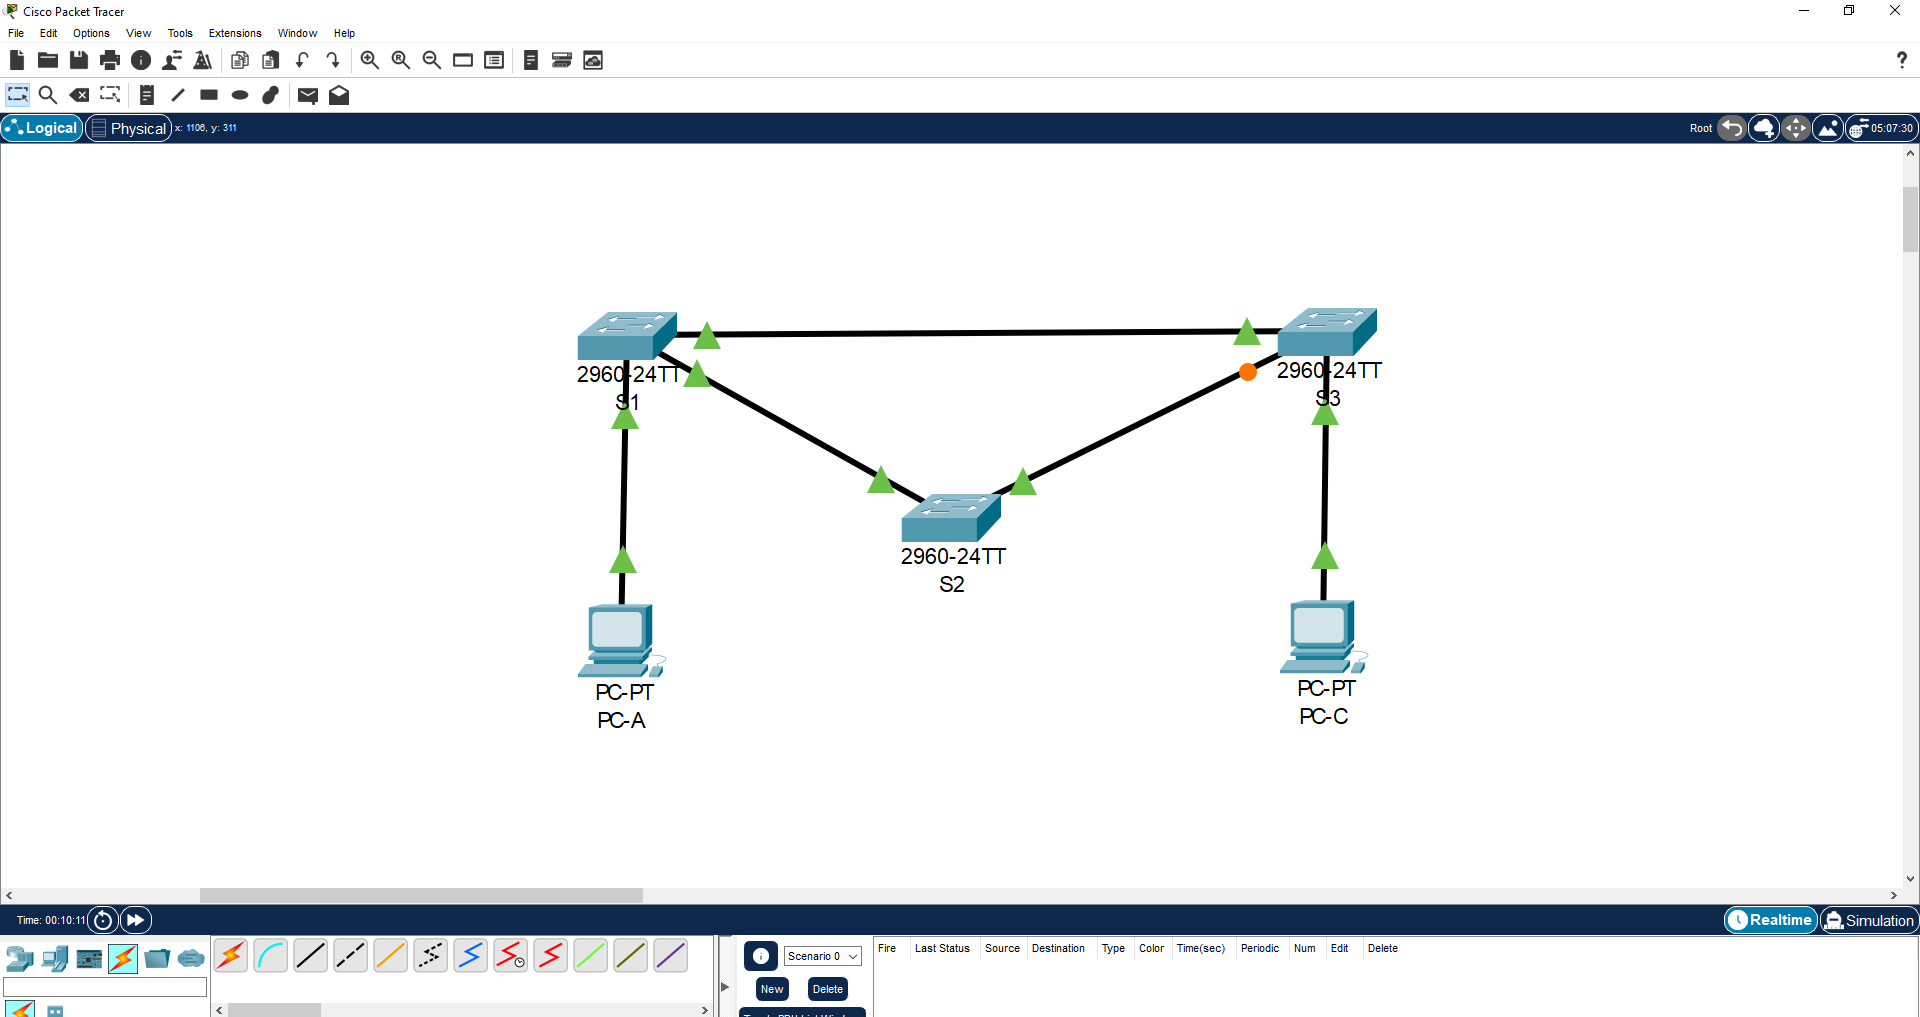 Cisco Packet Tracer
File Edit Options View Tools Extensions Window Help
?
Logical Physical x: 1106, y: 311 Root 05:07:30
2960-24TT
S1
2960-24TT
S3
2960-24TT
S2
PC-PT
PC-A
PC-PT
PC-C
Time: 00:10:11 Realtime Simulation
Scenario 0
New Delete
Fire Last Status Source Destination Type Color Time(sec) Periodic Num Edit Delete